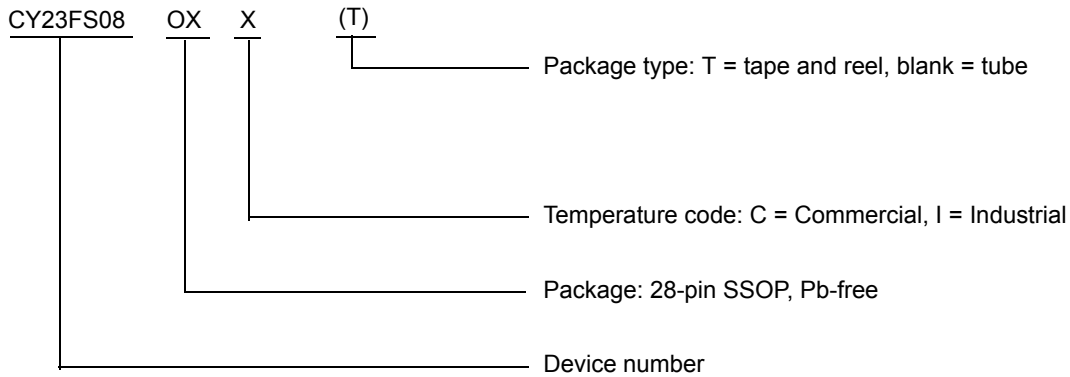 CY23FS08 OX X (T)
Package type: T = tape and reel, blank = tube
Temperature code: C = Commercial, I = Industrial
Package: 28-pin SSOP, Pb-free
Device number